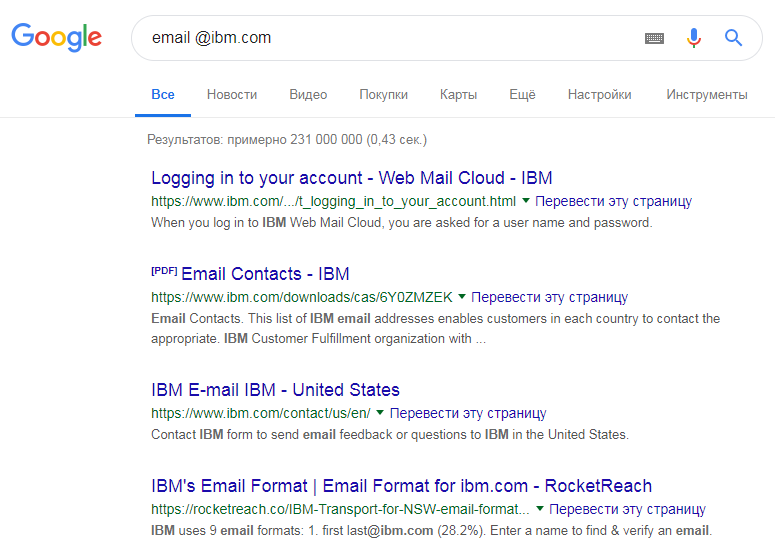 Google
email @ibm.com
Все Новости Видео Покупки Карты Ещё Настройки Инструменты
Результатов: примерно 231 000 000 (0,43 сек.)
Logging in to your account - Web Mail Cloud - IBM
https://www.ibm.com/.../t_logging_in_to_your_account.html Перевести эту страницу
When you log in to IBM Web Mail Cloud, you are asked for a user name and password.
[PDF] Email Contacts - IBM
https://www.ibm.com/downloads/cas/6Y0ZMZEK Перевести эту страницу
Email Contacts. This list of IBM email addresses enables customers in each country to contact the
appropriate. IBM Customer Fulfillment organization with ...
IBM E-mail IBM - United States
https://www.ibm.com/contact/us/en/ Перевести эту страницу
Contact IBM form to send email feedback or questions to IBM in the United States.
IBM's Email Format | Email Format for ibm.com - RocketReach
https://rocketreach.co/IBM-Transport-for-NSW-email-format... Перевести эту страницу
IBM uses 9 email formats: 1. first last@ibm.com (28.2%). Enter a name to find & verify an email.